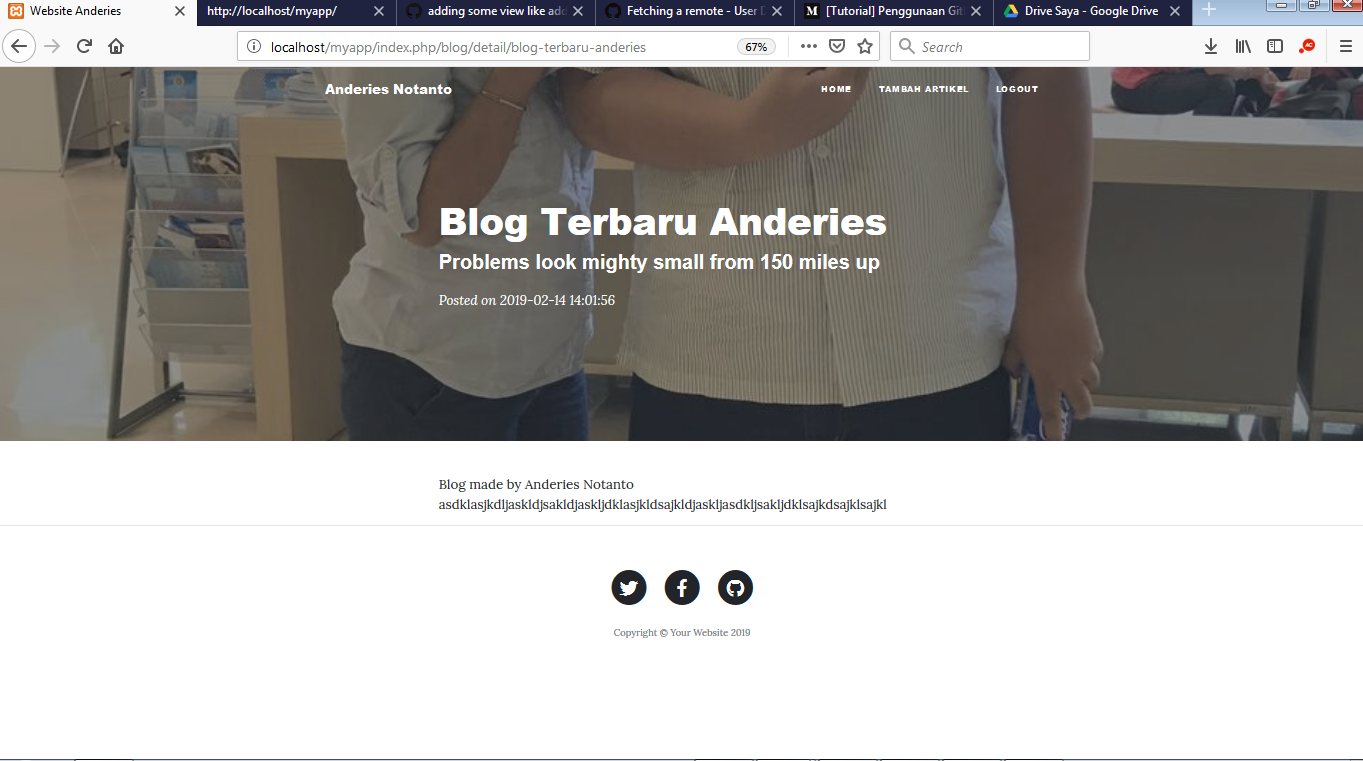 Website Anderies
http://localhost/myapp/
adding some view like add
Fetching a remote - User D
[Tutorial] Penggunaan Git
Drive Saya - Google Drive
localhost/myapp/index.php/blog/detail/blog-terbaru-anderies
67%
Search
Anderies Notanto
HOME
TAMBAH ARTIKEL
LOGOUT
Blog Terbaru Anderies
Problems look mighty small from 150 miles up
Posted on 2019-02-14 14:01:56
Blog made by Anderies Notanto
asdklasjkdljaskldjsakldjaskljdklasjkldsajkldjaskljasdkljsakljdklsajkdsajklsajkl
Copyright © Your Website 2019